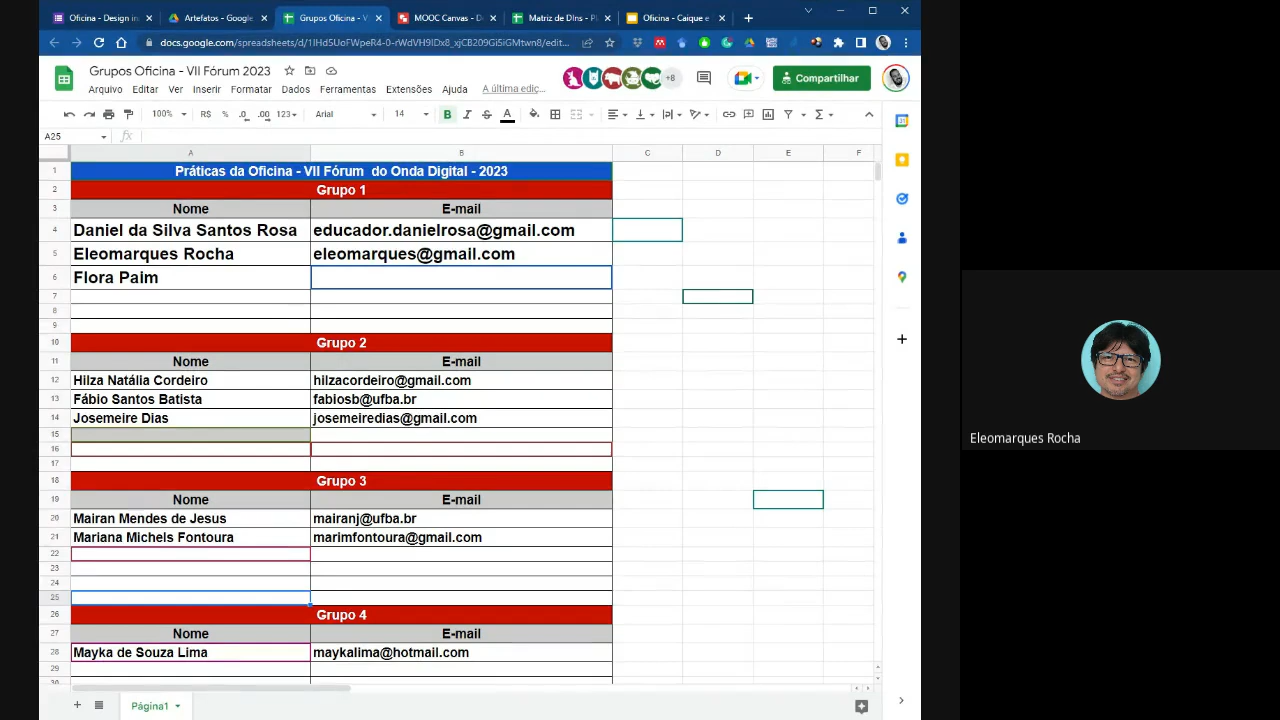 Oficina - Design in
Artefatos - Google
Grupos Oficina - V
MOOC Canvas - D
Matriz de DIns - P
Oficina - Caique e
docs.google.com/spreadsheets/d/1IHd5UoFWpeR4-0-rWdVH9IDx8_xjCB209Gi5iGMtwn8/edit...
Grupos Oficina - VII Fórum 2023
+8
Compartilhar
Arquivo Editar Ver Inserir Formatar Dados Ferramentas Extensões Ajuda A última ediç...
100% R$ % .0 .00 123 Arial 14 B I S A
A25 fx
A B C D E F
1 Práticas da Oficina - VII Fórum do Onda Digital - 2023
2 Grupo 1
3 Nome E-mail
4 Daniel da Silva Santos Rosa educador.danielrosa@gmail.com
5 Eleomarques Rocha eleomarques@gmail.com
6 Flora Paim
7
8
9
10 Grupo 2
11 Nome E-mail
12 Hilza Natália Cordeiro hilzacordeiro@gmail.com
13 Fábio Santos Batista fabiosb@ufba.br
14 Josemeire Dias josemeiredias@gmail.com
15
16
17
18 Grupo 3
19 Nome E-mail
20 Mairan Mendes de Jesus mairanj@ufba.br
21 Mariana Michels Fontoura marimfontoura@gmail.com
22
23
24
25
26 Grupo 4
27 Nome E-mail
28 Mayka de Souza Lima maykalima@hotmail.com
29
30
Página1
Eleomarques Rocha